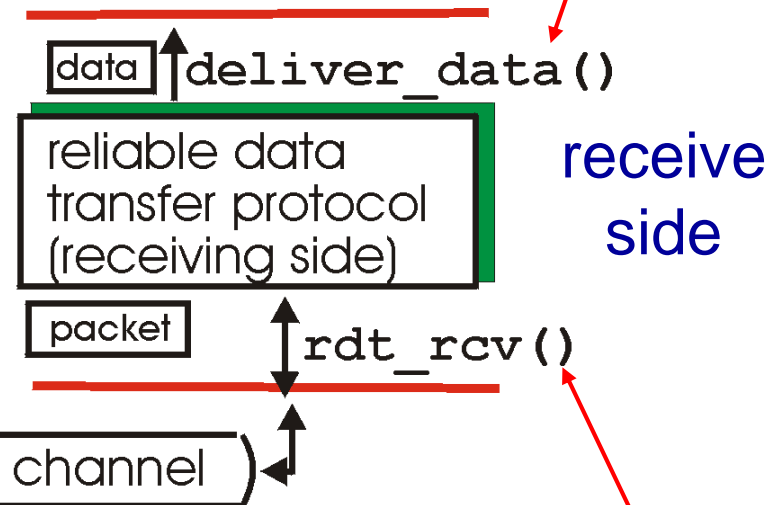 data deliver_data()
reliable data
transfer protocol
(receiving side)
receive
side
packet rdt_rcv()
channel